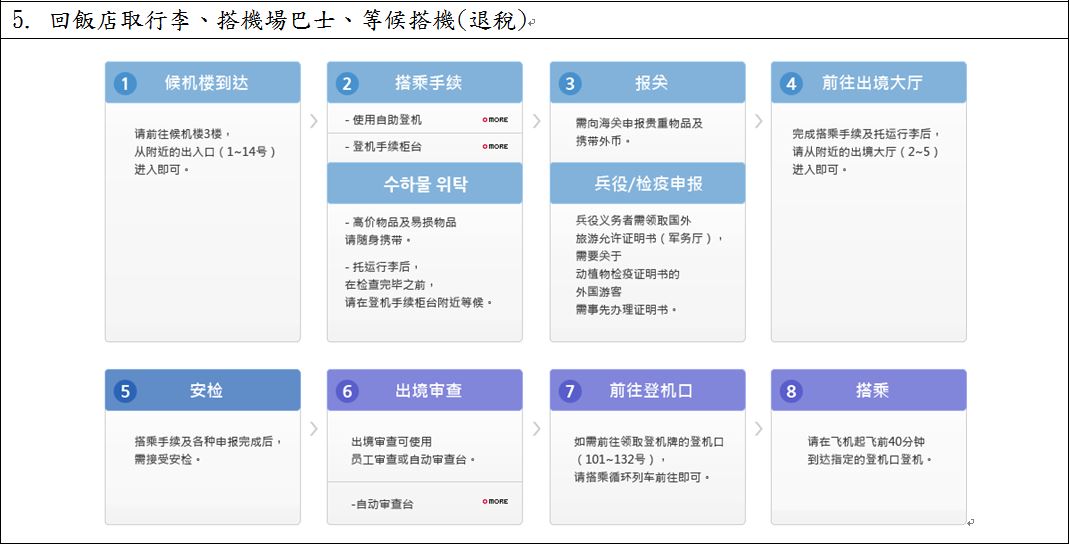 5. 回飯店取行李、搭機場巴士、等候搭機(退稅)
1 候机楼到达
请前往候机楼3楼，
从附近的出入口（1~14号）
进入即可。
2 搭乘手续
- 使用自助登机 MORE
- 登机手续柜台 MORE
수하물 위탁
- 高价物品及易损物品
请随身携带。
- 托运行李后，
在检查完毕之前，
请在登机手续柜台附近等候。
3 报关
需向海关申报贵重物品及
携带外币。
兵役/检疫申报
兵役义务者需领取国外
旅游允许证明书（军务厅），
需要关于
动植物检疫证明书的
外国游客
需事先办理证明书。
4 前往出境大厅
完成搭乘手续及托运行李后，
请从附近的出境大厅（2~5）
进入即可。
5 安检
搭乘手续及各种申报完成后，
需接受安检。
6 出境审查
出境审查可使用
员工审查或自动审查台。
-自动审查台 MORE
7 前往登机口
如需前往领取登机牌的登机口
（101~132号），
请搭乘循环列车前往即可。
8 搭乘
请在飞机起飞前40分钟
到达指定的登机口登机。